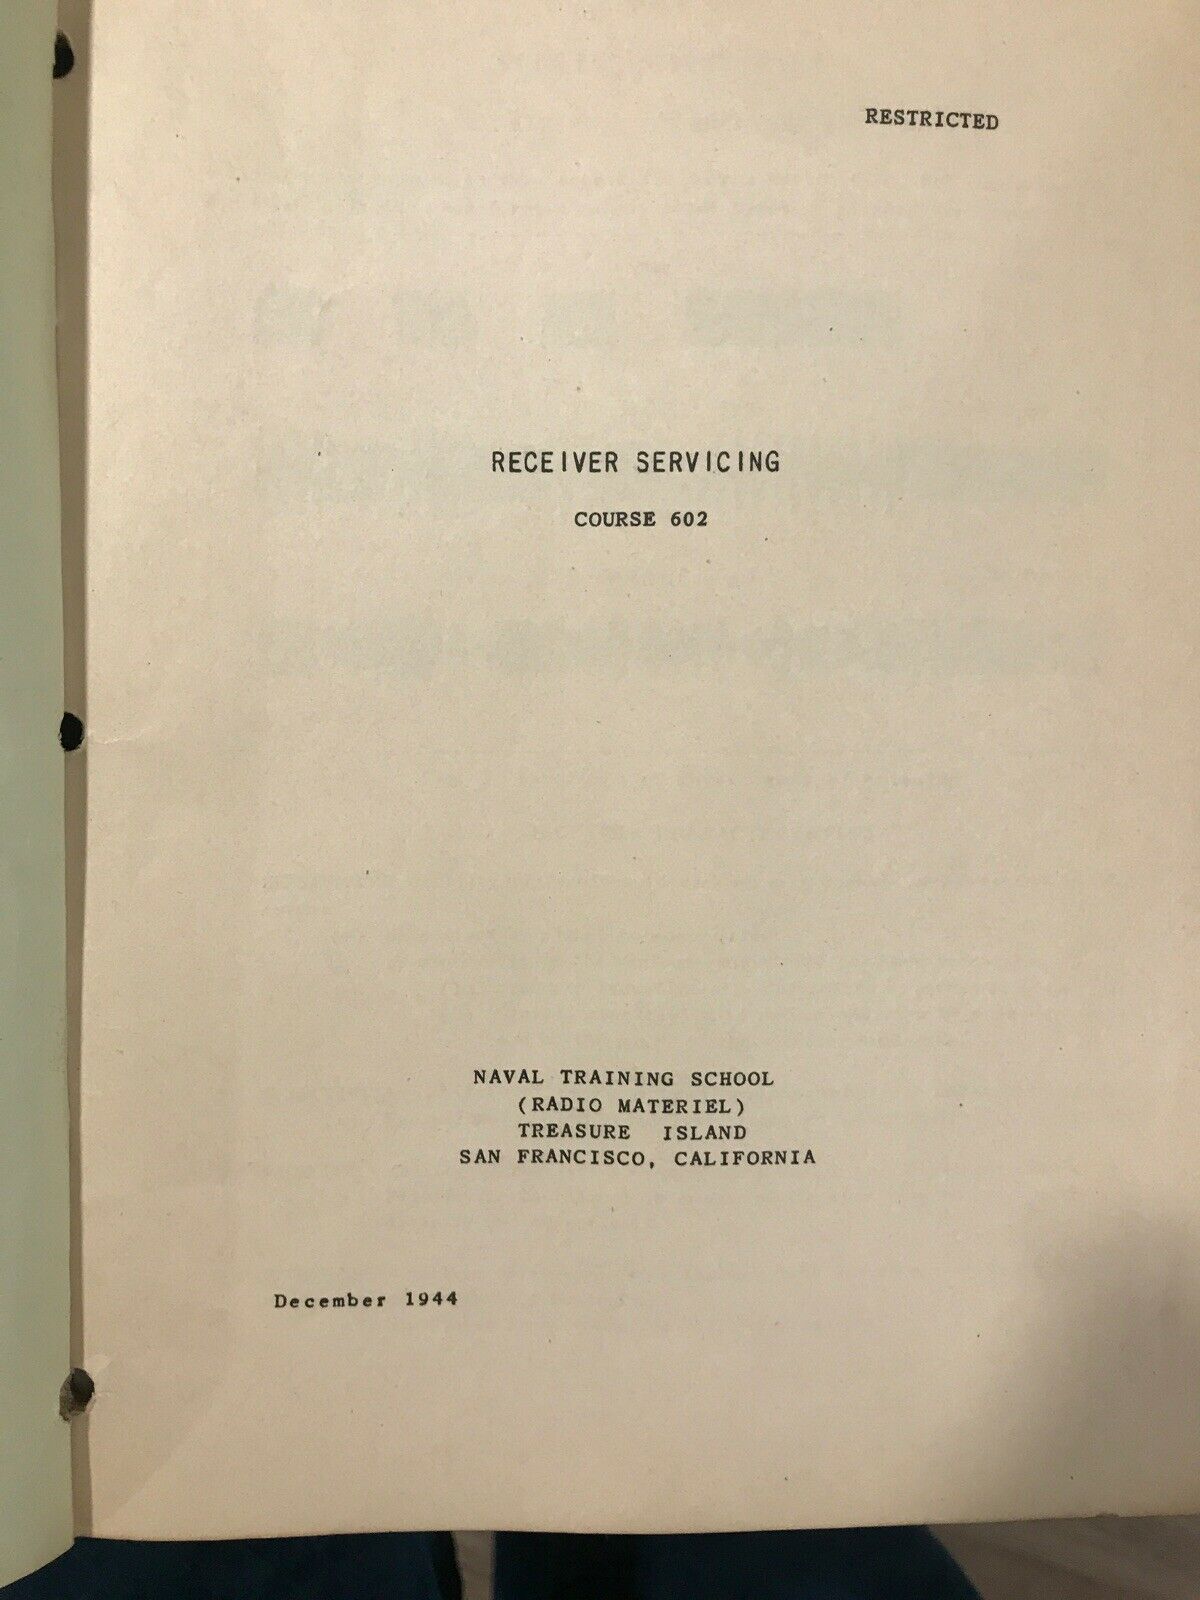 RESTRICTED
RECEIVER SERVICING
COURSE 602
NAVAL TRAINING SCHOOL
(RADIO MATERIEL)
TREASURE ISLAND
SAN FRANCISCO, CALIFORNIA
December 1944